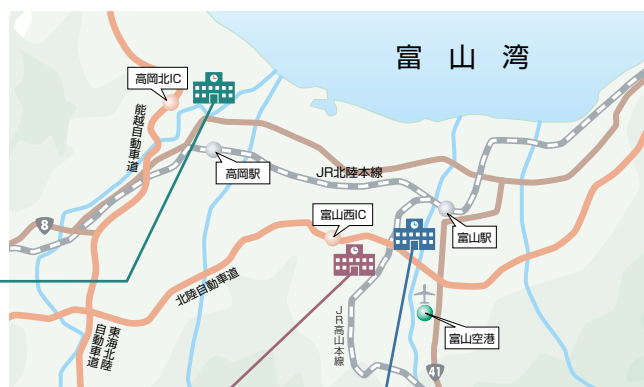 富山湾
高岡北IC
能越自動車道
高岡駅
JR北陸本線
8
富山西IC
富山駅
北陸自動車道
東海北陸
自動車道
JR高山本線
富山空港
41